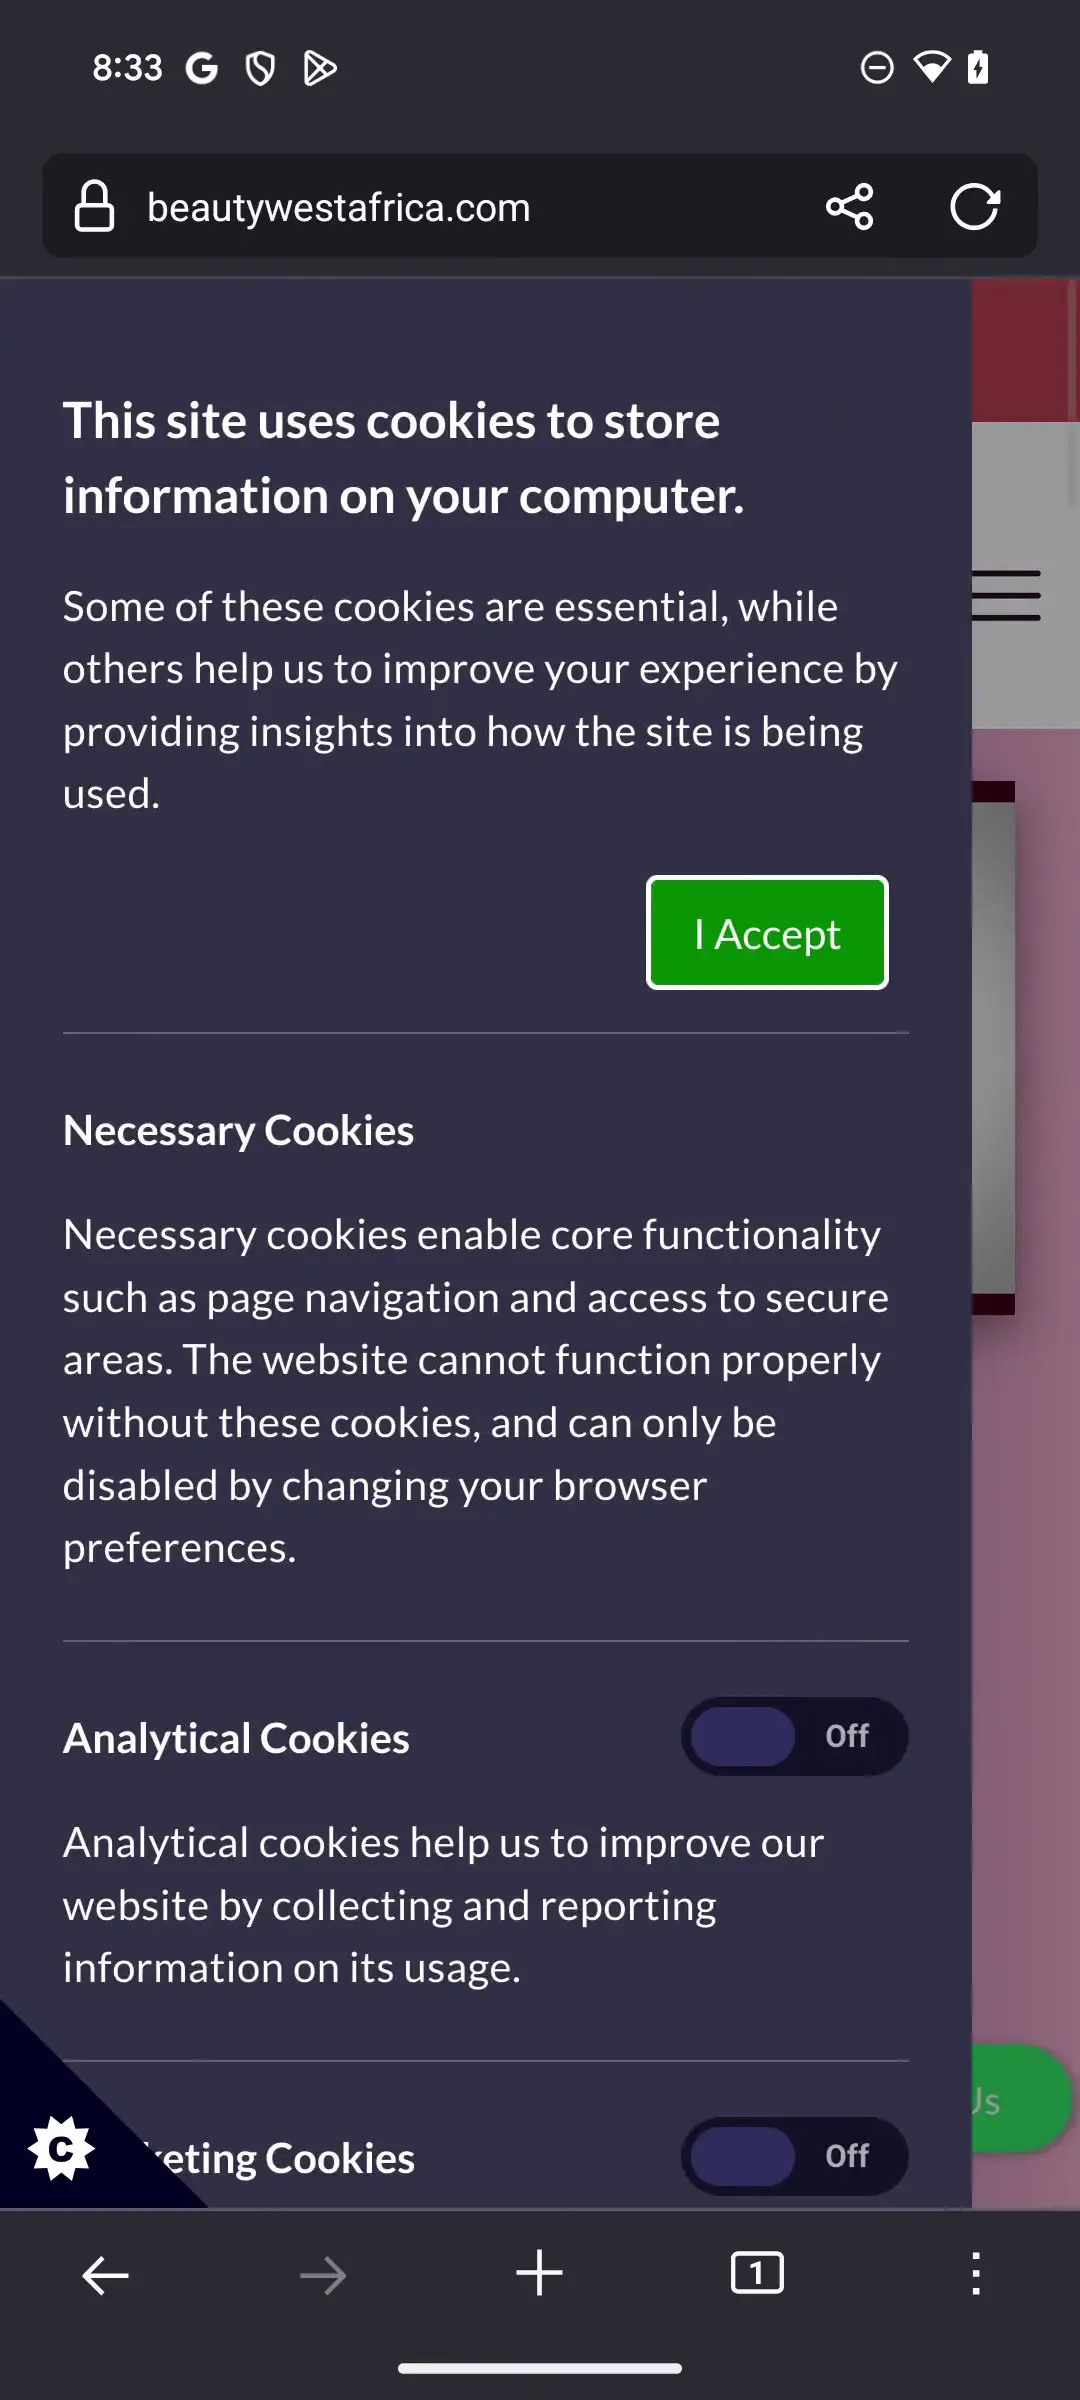 8:33
beautywestafrica.com
This site uses cookies to store
information on your computer.
Some of these cookies are essential, while
others help us to improve your experience by
providing insights into how the site is being
used.
I Accept
Necessary Cookies
Necessary cookies enable core functionality
such as page navigation and access to secure
areas. The website cannot function properly
without these cookies, and can only be
disabled by changing your browser
preferences.
Analytical Cookies
Off
Analytical cookies help us to improve our
website by collecting and reporting
information on its usage.
Us
C
keting Cookies
Off
1